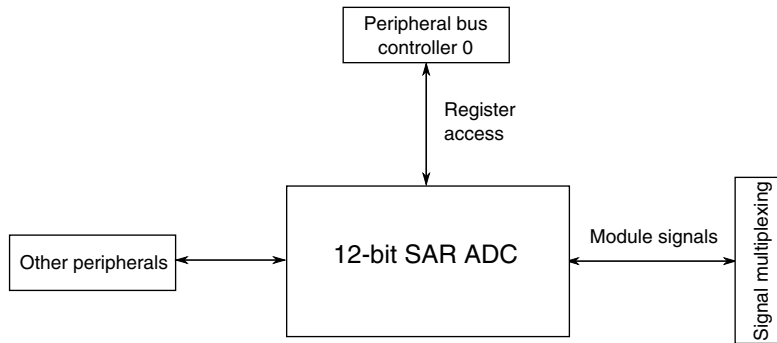 Peripheral bus
controller 0
Register
access
Other peripherals
12-bit SAR ADC
Module signals
Signal multiplexing